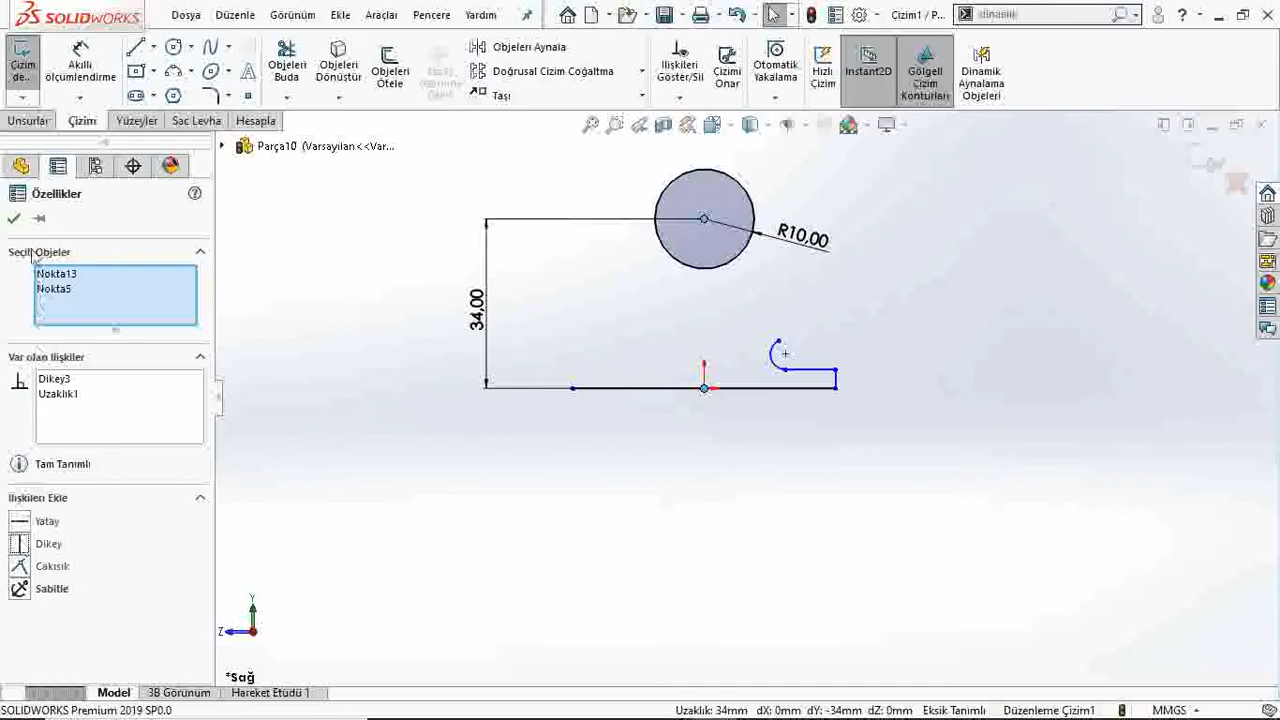 SOLIDWORKS
Dosya Düzenle Görünüm Ekle Araçlar Pencere Yardım
Çizim1 / P...
Çizim de...
Akıllı ölçümlendirme
Objeleri Buda
Objeleri Dönüştür
Objeleri Ötele
Objeleri Aynala
Doğrusal Çizim Çoğaltma
Taşı
İlişkileri Göster/Sil
Çizimi Onar
Otomatik Yakalama
Hızlı Çizim
Instant2D
Gölgeli Çizim Konturları
Dinamik Aynalama Objeleri
Unsurlar Çizim Yüzeyler Sac Levha Hesapla
Parça10 (Varsayılan<<Var...
Özellikler
Seçili Objeler
Nokta13
Nokta5
Var olan İlişkiler
Dikey3
Uzaklık1
Tam Tanımlı
İlişkileri Ekle
Yatay
Dikey
Çakışık
Sabitle
R10,00
34,00
Y
Z
*Sağ
Model 3B Görünüm Hareket Etüdü 1
SOLIDWORKS Premium 2019 SP0.0
Uzaklık: 34mm dX: 0mm dY: -34mm dZ: 0mm Eksik Tanımlı Düzenleme Çizim1 MMGS